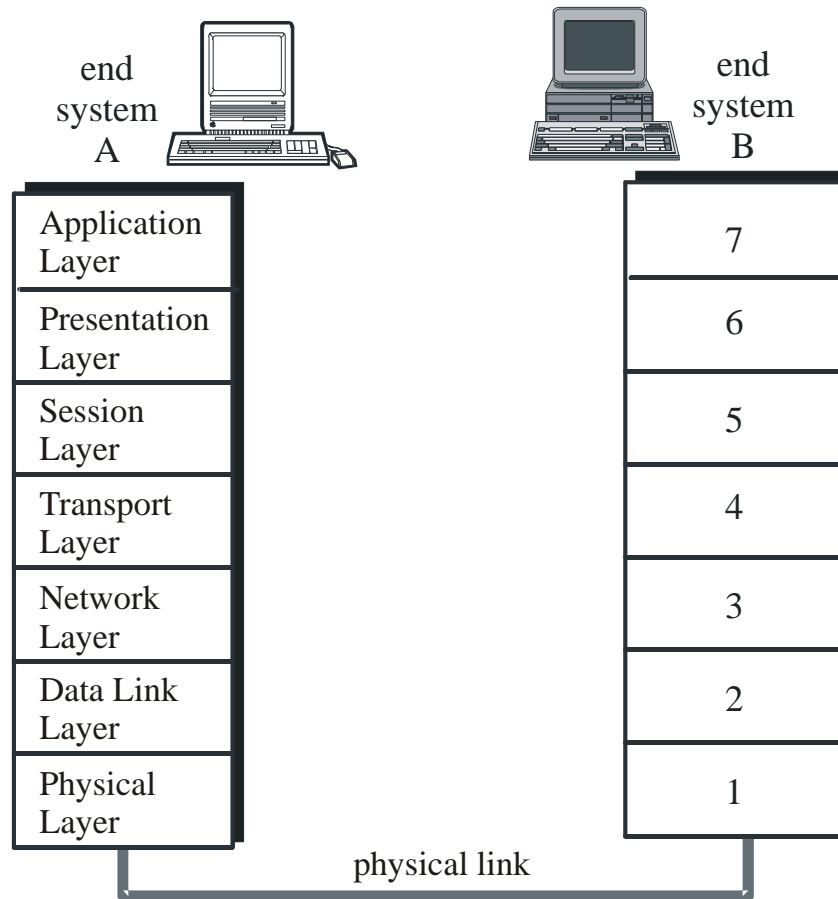 end
system
A
end
system
B
Application
Layer
Presentation
Layer
Session
Layer
Transport
Layer
Network
Layer
Data Link
Layer
Physical
Layer
7
6
5
4
3
2
1
physical link